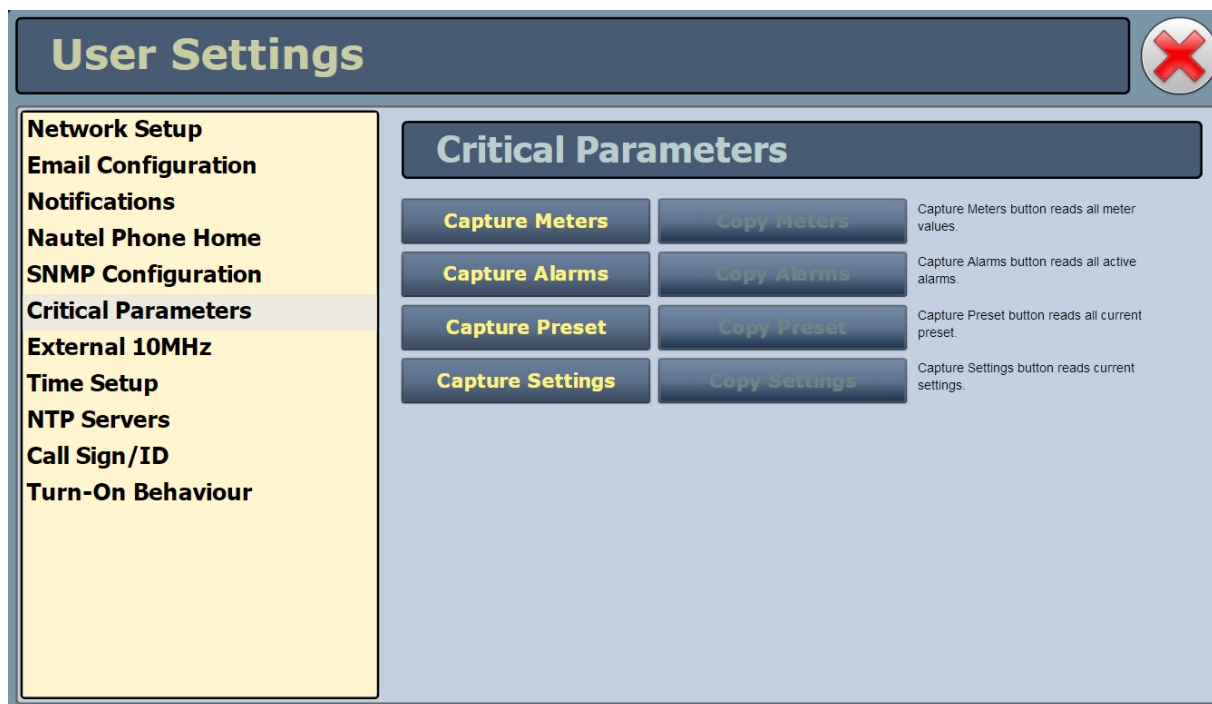 User Settings
Network Setup
Email Configuration
Notifications
Nautel Phone Home
SNMP Configuration
Critical Parameters
External 10MHz
Time Setup
NTP Servers
Call Sign/ID
Turn-On Behaviour
Critical Parameters
Capture Meters
Copy Meters
Capture Meters button reads all meter
values.
Capture Alarms
Copy Alarms
Capture Alarms button reads all active
alarms.
Capture Preset
Copy Preset
Capture Preset button reads all current
preset.
Capture Settings
Copy Settings
Capture Settings button reads current
settings.